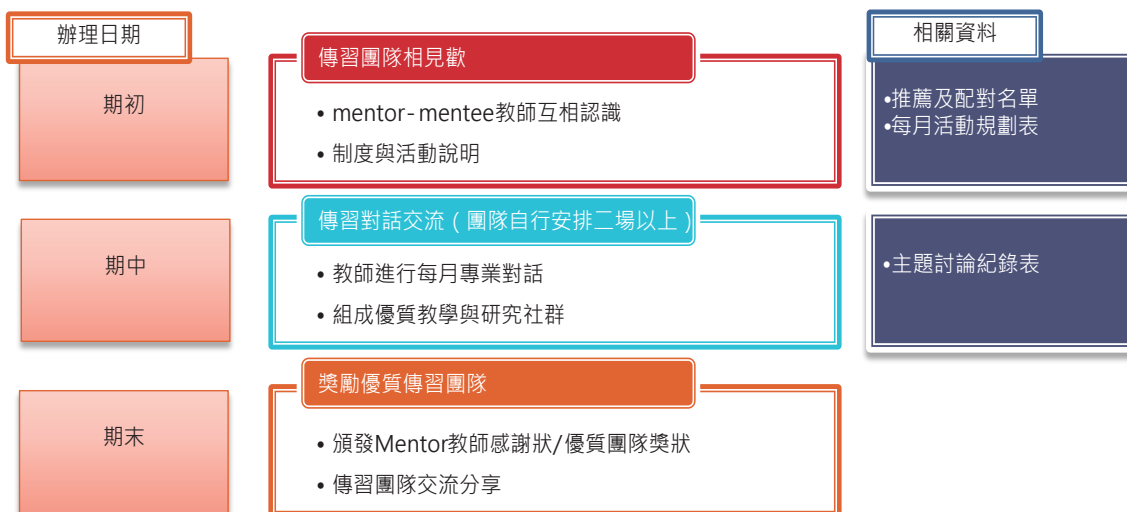 辦理日期
相關資料
期初
傳習團隊相見歡
• mentor-mentee教師互相認識
• 制度與活動說明
•推薦及配對名單
•每月活動規劃表
期中
傳習對話交流（團隊自行安排二場以上）
• 教師進行每月專業對話
• 組成優質教學與研究社群
•主題討論紀錄表
期末
獎勵優質傳習團隊
• 頒發Mentor教師感謝狀/優質團隊獎狀
• 傳習團隊交流分享